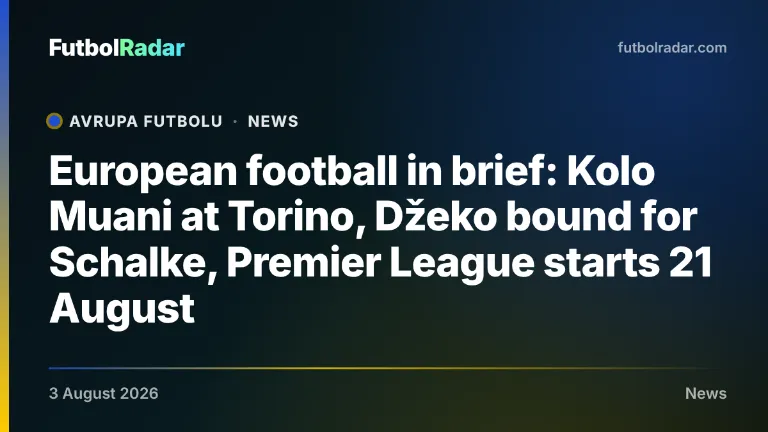 FutbolRadar
futbolradar.com
AVRUPA FUTBOLU · NEWS
European football in brief: Kolo
Muani at Torino, Džeko bound for
Schalke, Premier League starts 21
August
3 August 2026
News